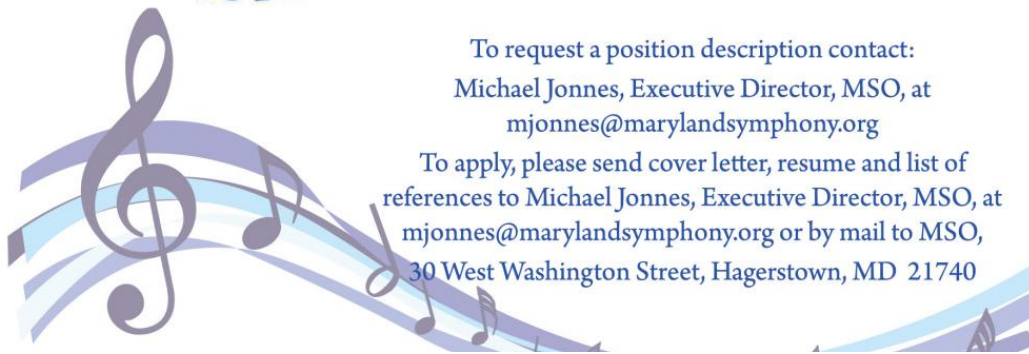 To request a position description contact:
Michael Jonnes, Executive Director, MSO, at
mjonnes@marylandsymphony.org
To apply, please send cover letter, resume and list of
references to Michael Jonnes, Executive Director, MSO, at
mjonnes@marylandsymphony.org or by mail to MSO,
30 West Washington Street, Hagerstown, MD 21740